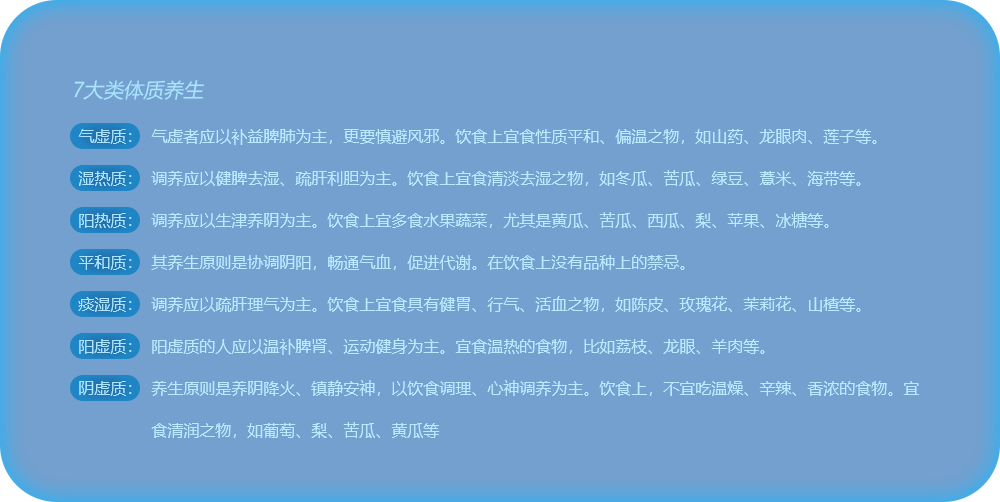 7大类体质养生
气虚质： 气虚者应以补益脾肺为主，更要慎避风邪。饮食上宜食性质平和、偏温之物，如山药、龙眼肉、莲子等。
湿热质： 调养应以健脾去湿、疏肝利胆为主。饮食上宜食清淡去湿之物，如冬瓜、苦瓜、绿豆、薏米、海带等。
阳热质： 调养应以生津养阴为主。饮食上宜多食水果蔬菜，尤其是黄瓜、苦瓜、西瓜、梨、苹果、冰糖等。
平和质： 其养生原则是协调阴阳，畅通气血，促进代谢。在饮食上没有品种上的禁忌。
痰湿质： 调养应以疏肝理气为主。饮食上宜食具有健胃、行气、活血之物，如陈皮、玫瑰花、茉莉花、山楂等。
阳虚质： 阳虚质的人应以温补脾肾、运动健身为主。宜食温热的食物，比如荔枝、龙眼、羊肉等。
阴虚质： 养生原则是养阴降火、镇静安神，以饮食调理、心神调养为主。饮食上，不宜吃温燥、辛辣、香浓的食物。宜
食清润之物，如葡萄、梨、苦瓜、黄瓜等